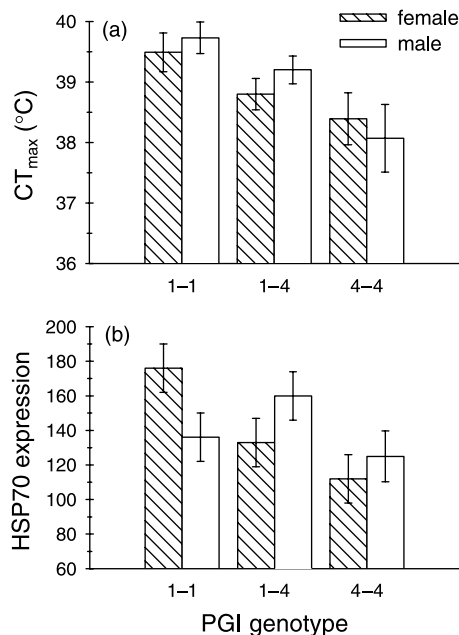 (a)
female
male
40
39
38
37
36
CT_max (°C)
1–1
1–4
4–4
(b)
200
180
160
140
120
100
80
60
HSP70 expression
1–1
1–4
4–4
PGI genotype